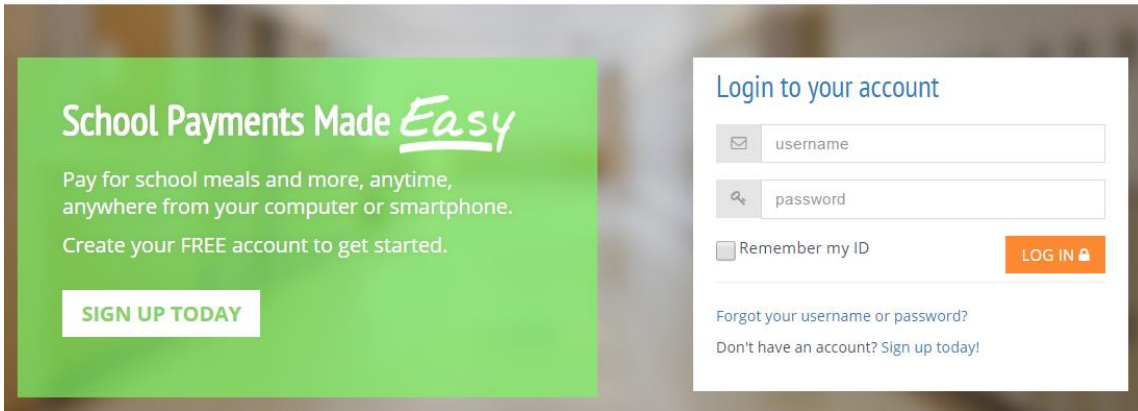 School Payments Made Easy
Pay for school meals and more, anytime,
anywhere from your computer or smartphone.
Create your FREE account to get started.
SIGN UP TODAY
Login to your account
username
password
Remember my ID
LOG IN
Forgot your username or password?
Don't have an account? Sign up today!